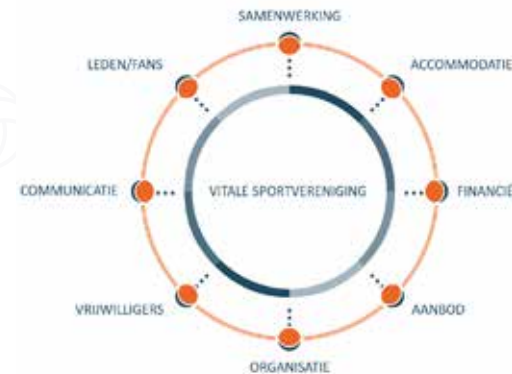 SAMENWERKING
LEDEN/FANS
ACCOMMODATIE
COMMUNICATIE
VITALE SPORTVERENIGING
FINANCIË
VRIJWILLIGERS
AANBOD
ORGANISATIE